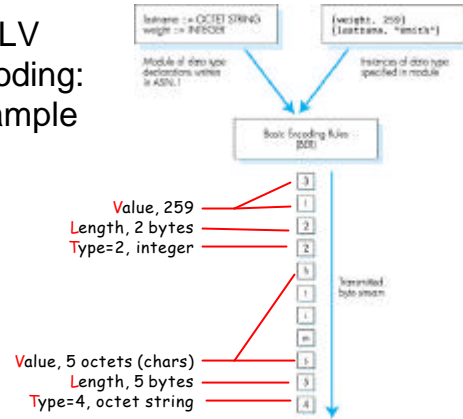 LV
oding:
ample
lastname ::= OCTET STRING
weight ::= INTEGER
{weight, 259}
{lastname, "smith"}
Module of data type
declarations written
in ASN.1
Instances of data type
specified in module
Basic Encoding Rules
(BER)
3
1
2
2
h
t
i
m
s
5
4
Value, 259
Length, 2 bytes
Type=2, integer
Value, 5 octets (chars)
Length, 5 bytes
Type=4, octet string
Transmitted
byte stream